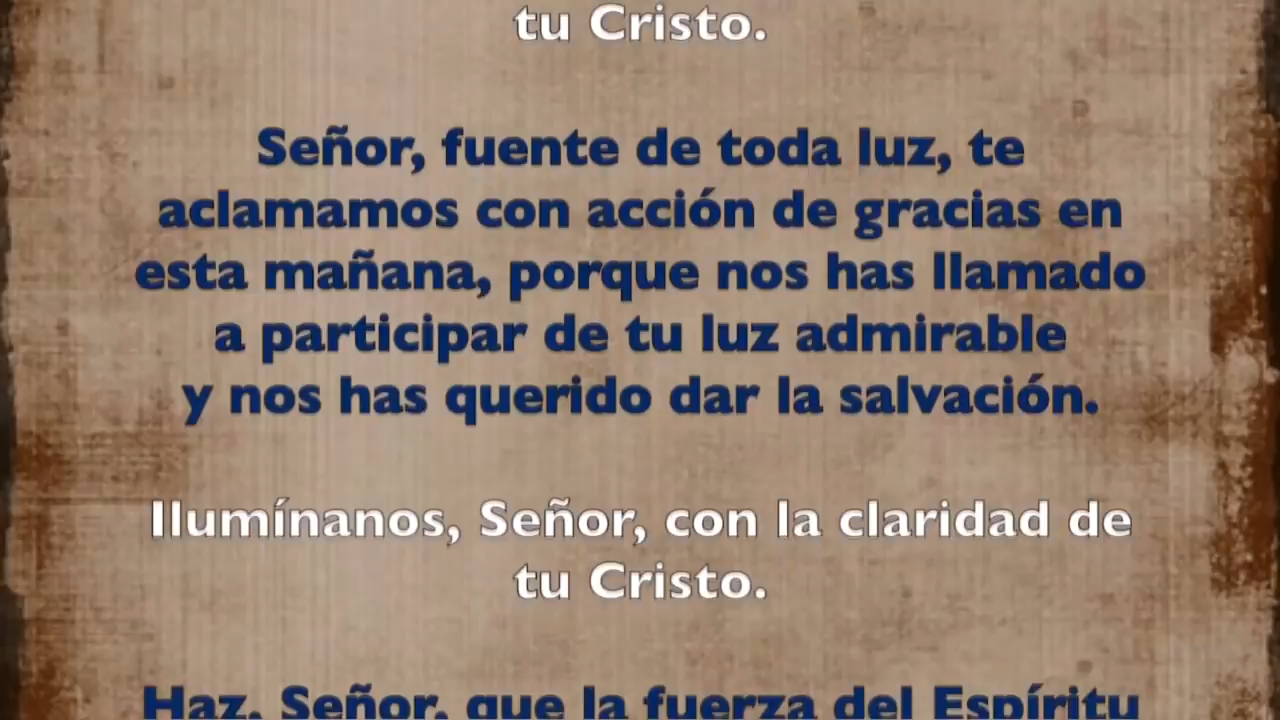 tu Cristo.
Señor, fuente de toda luz, te
aclamamos con acción de gracias en
esta mañana, porque nos has llamado
a participar de tu luz admirable
y nos has querido dar la salvación.
Ilumínanos, Señor, con la claridad de
tu Cristo.
Haz, Señor, que la fuerza del Espíritu